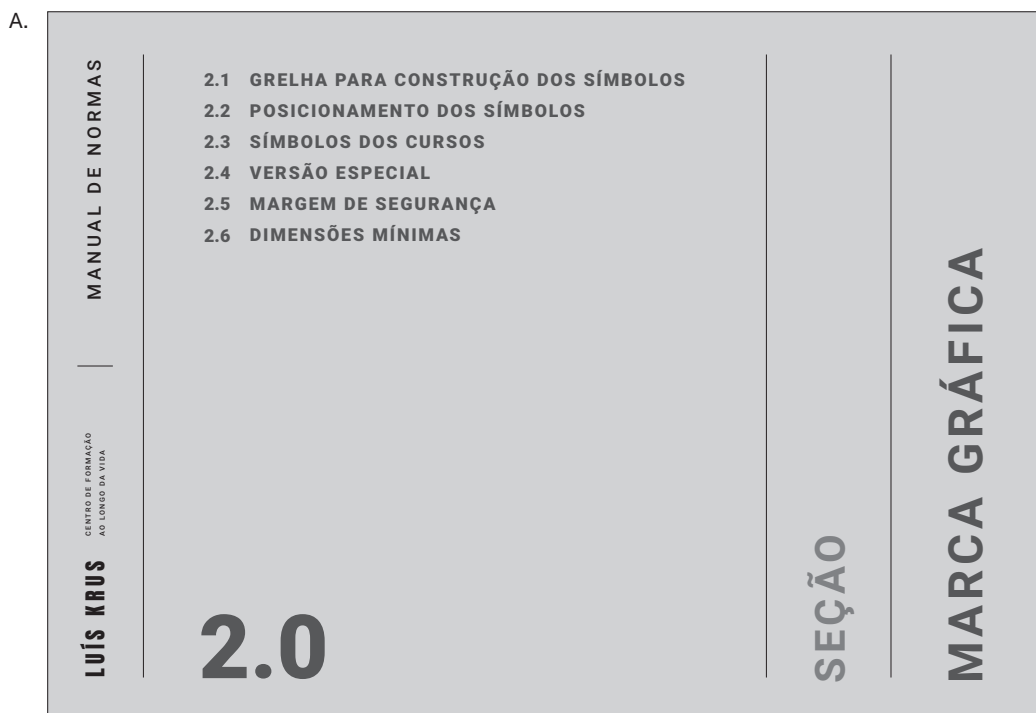 A.
MANUAL DE NORMAS
CENTRO DE FORMAÇÃO
AO LONGO DA VIDA
LUÍS KRUS
2.1 GRELHA PARA CONSTRUÇÃO DOS SÍMBOLOS
2.2 POSICIONAMENTO DOS SÍMBOLOS
2.3 SÍMBOLOS DOS CURSOS
2.4 VERSÃO ESPECIAL
2.5 MARGEM DE SEGURANÇA
2.6 DIMENSÕES MÍNIMAS
2.0
SEÇÃO
MARCA GRÁFICA